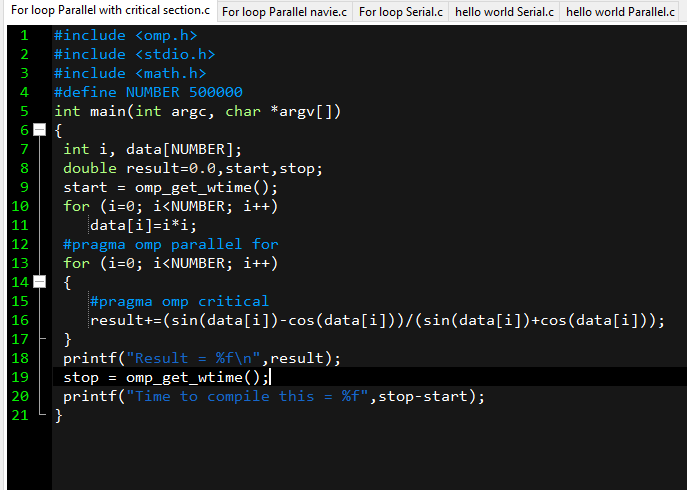 For loop Parallel with critical section.c For loop Parallel navie.c For loop Serial.c hello world Serial.c hello world Parallel.c
1 #include <omp.h>
2 #include <stdio.h>
3 #include <math.h>
4 #define NUMBER 500000
5 int main(int argc, char *argv[])
6 {
7 int i, data[NUMBER];
8 double result=0.0,start,stop;
9 start = omp_get_wtime();
10 for (i=0; i<NUMBER; i++)
11 data[i]=i*i;
12 #pragma omp parallel for
13 for (i=0; i<NUMBER; i++)
14 {
15 #pragma omp critical
16 result+=(sin(data[i])-cos(data[i]))/(sin(data[i])+cos(data[i]));
17 }
18 printf("Result = %f\n",result);
19 stop = omp_get_wtime();
20 printf("Time to compile this = %f",stop-start);
21 }